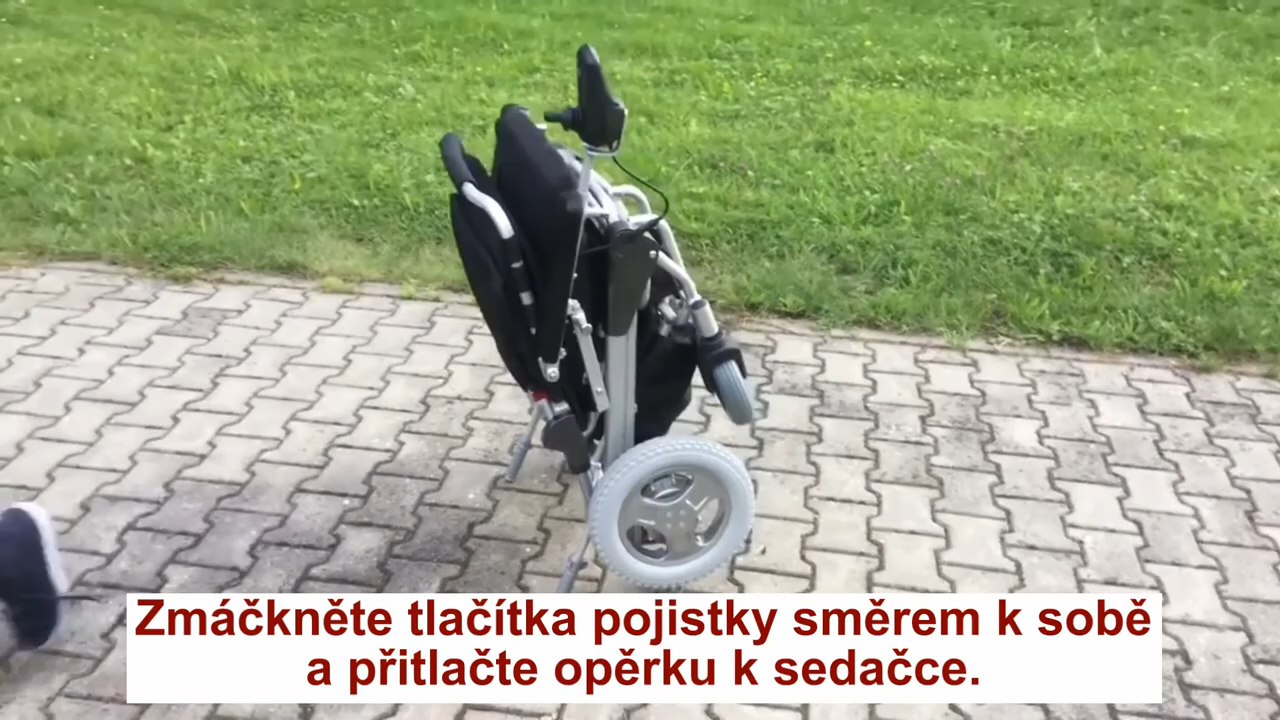 Zmáčkněte tlačítka pojistky směrem k sobě
a přitlačte opěrku k sedačce.